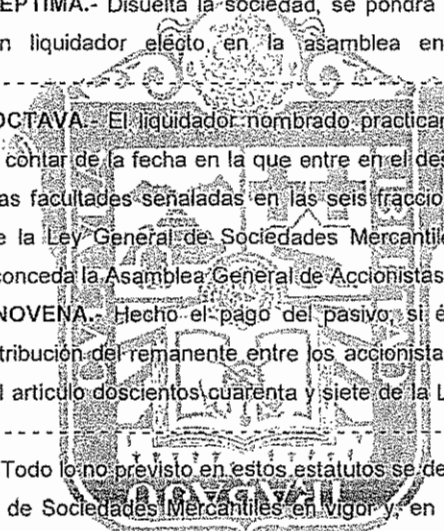 EPTIMA.- Disuelta la sociedad, se pondrá
n liquidador electo en la asamblea en
OCTAVA.- El liquidador nombrado practicar
contar de la fecha en la que entre en el des
as facultades señaladas en las seis fraccio
e la Ley General de Sociedades Mercantile
conceda la Asamblea General de Accionistas
NOVENA.- Hecho el pago del pasivo, si é
tribución del remanente entre los accionista
l artículo doscientos cuarenta y siete de la L
Todo lo no previsto en estos estatutos se de
de Sociedades Mercantiles en vigor y, en